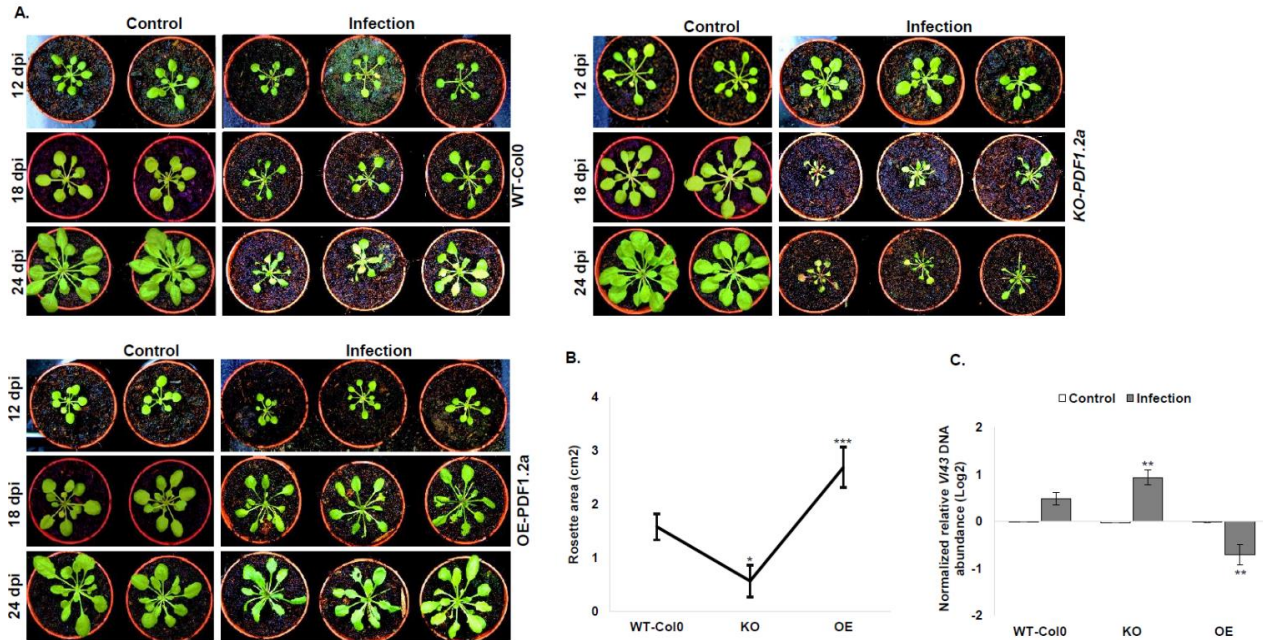 A.
Control Infection
12 dpi
18 dpi
24 dpi
WT-Col0
Control Infection
12 dpi
18 dpi
24 dpi
KO-PDF1.2a
Control Infection
12 dpi
18 dpi
24 dpi
OE-PDF1.2a
B.
Rosette area (cm2)
4
3
2
1
0
*
***
WT-Col0 KO OE
C.
Control Infection
Normalized relative Vl43 DNA
abundance (Log2)
2
1
0
-1
-2
**
**
WT-Col0 KO OE